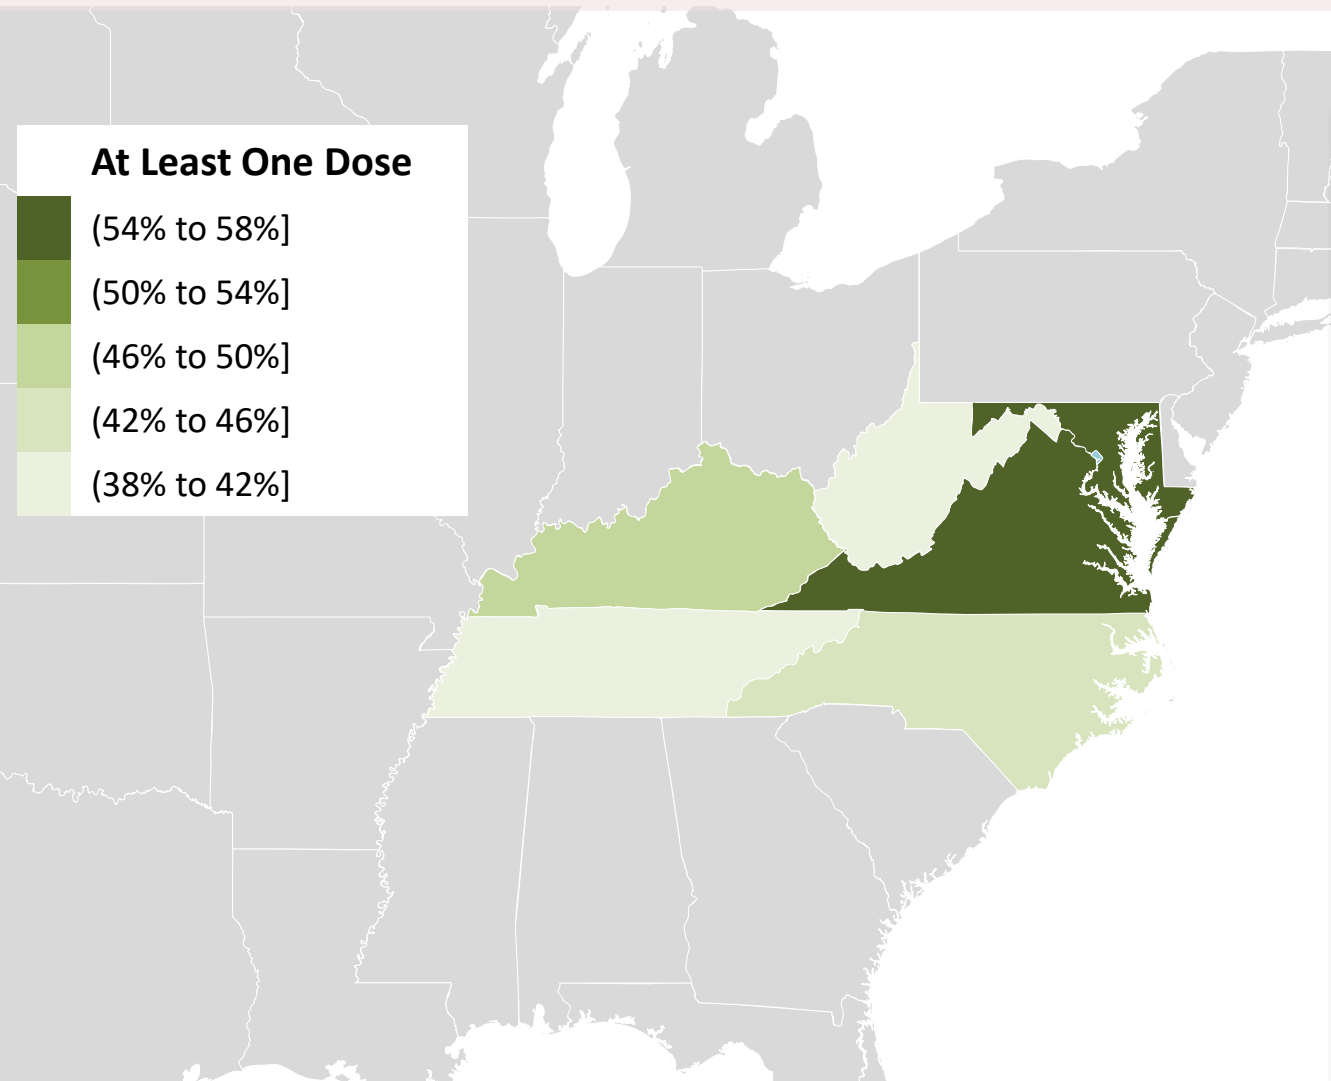 At Least One Dose
(54% to 58%]
(50% to 54%]
(46% to 50%]
(42% to 46%]
(38% to 42%]